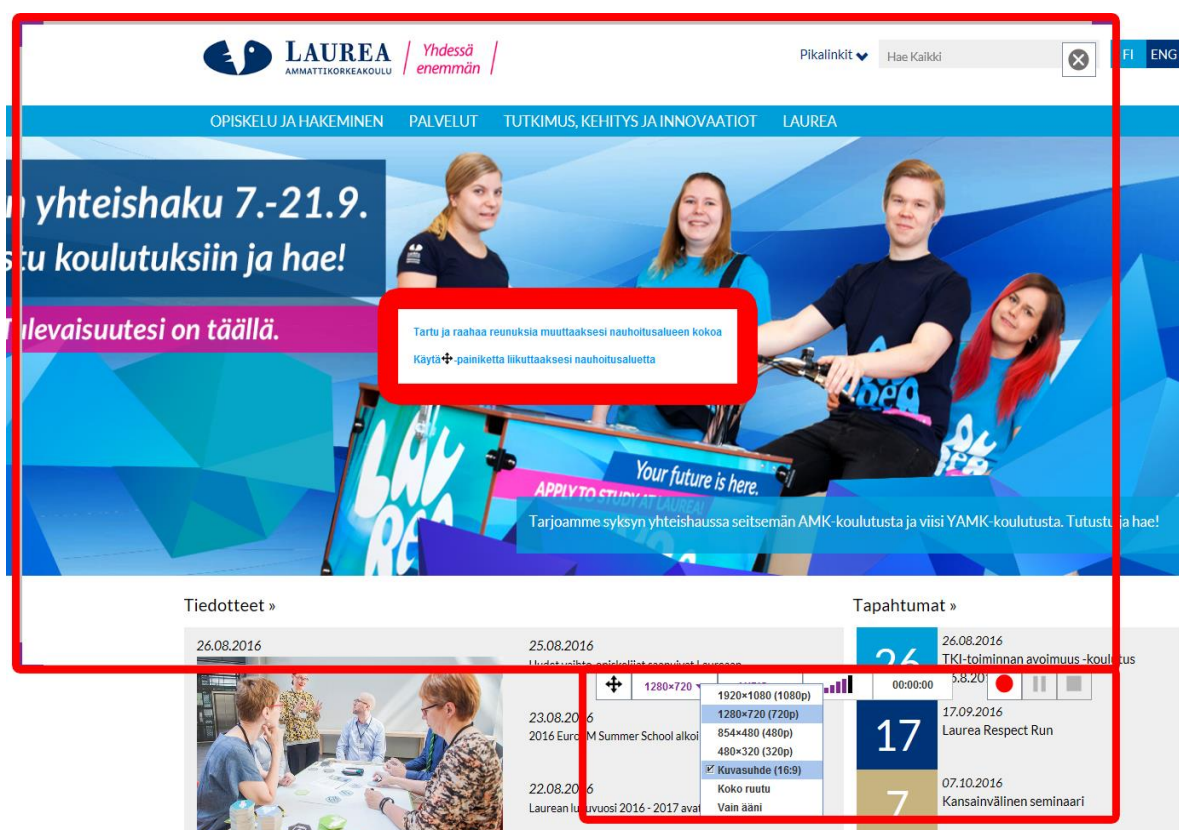 LAUREA
AMMATTIKORKEAKOULU
Yhdessä
enemmän
Pikalinkit
Hae Kaikki
FI ENG
OPISKELU JA HAKEMINEN PALVELUT TUTKIMUS, KEHITYS JA INNOVAATIOT LAUREA
yhteishaku 7.-21.9.
koulutuksiin ja hae!
Tulevaisuutesi on täällä.
Tartu ja raahaa reunuksia muuttaaksesi nauhoitusalueen kokoa
Käytä -painiketta liikuttaaksesi nauhoitusaluetta
LAUREA
Your future is here.
APPLY TO STUDY AT LAUREA!
Tarjoamme syksyn yhteishaussa seitsemän AMK-koulutusta ja viisi YAMK-koulutusta. Tutustu ja hae!
Tiedotteet »
26.08.2016
25.08.2016
23.08.2016
2016 Summer School alkoi
22.08.2016
Laurean 2016 - 2017
Tapahtumat »
26
26.08.2016
TKI-toiminnan avoimuus -koulutus
17
17.09.2016
Laurea Respect Run
7
07.10.2016
Kansainvälinen seminaari
1280×720
00:00:00
1920×1080 (1080p)
1280×720 (720p)
854×480 (480p)
480×320 (320p)
Kuvasuhde (16:9)
Koko ruutu
Vain ääni